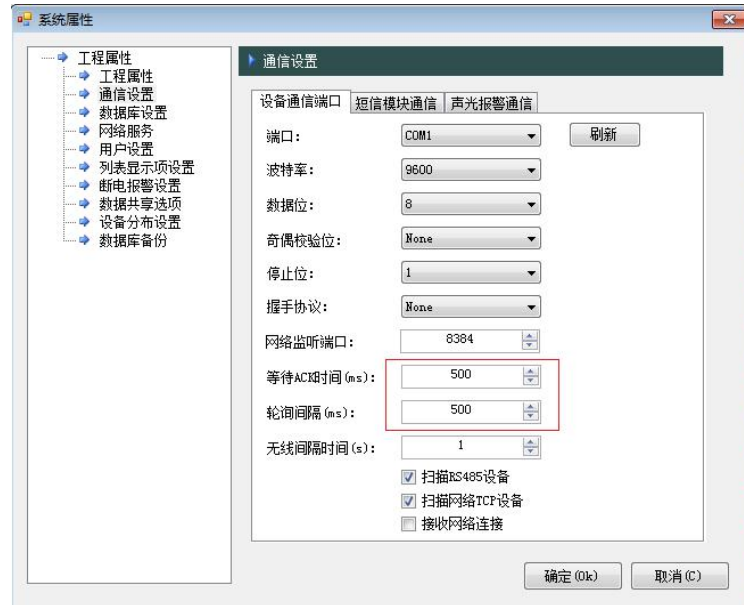 系统属性
工程属性
工程属性
通信设置
数据库设置
网络服务
用户设置
列表显示项设置
断电报警设置
数据共享选项
设备分布设置
数据库备份
通信设置
设备通信端口 短信模块通信 声光报警通信
端口： COM1 刷新
波特率： 9600
数据位： 8
奇偶校验位： None
停止位： 1
握手协议： None
网络监听端口： 8384
等待ACK时间(ms)： 500
轮询间隔(ms)： 500
无线间隔时间(s)： 1
扫描RS485设备
扫描网络TCP设备
接收网络连接
确定(Ok) 取消(C)